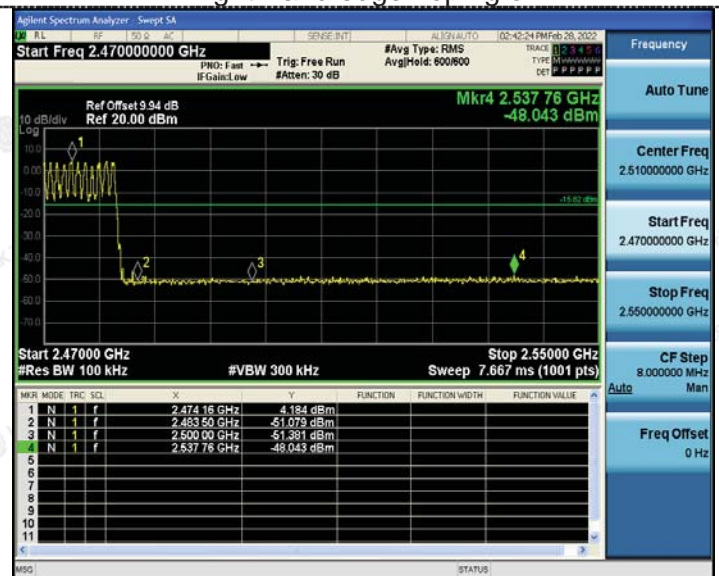 Agilent Spectrum Analyzer - Swept SA
RL RF 50 Ω AC SENSE:INT ALIGNAUTO 02:42:24 PM Feb 28, 2022
Start Freq 2.470000000 GHz
PNO: Fast
IFGain:Low
Trig: Free Run
#Atten: 30 dB
#Avg Type: RMS
Avg|Hold: 600/600
TRACE 1 2 3 4 5 6
TYPE M
DET P P P P P P
Ref Offset 9.94 dB
Ref 20.00 dBm
10 dB/div
Log
Mkr4 2.537 76 GHz
-48.043 dBm
10.0
0.00
-10.0
-20.0
-30.0
-40.0
-50.0
-60.0
-70.0
1
2
3
4
-15.82 dBm
Start 2.47000 GHz
Stop 2.55000 GHz
#Res BW 100 kHz
#VBW 300 kHz
Sweep 7.667 ms (1001 pts)
MKR MODE TRC SCL X Y FUNCTION FUNCTION WIDTH FUNCTION VALUE
1 N 1 f 2.474 16 GHz 4.184 dBm
2 N 1 f 2.483 50 GHz -51.079 dBm
3 N 1 f 2.500 00 GHz -51.381 dBm
4 N 1 f 2.537 76 GHz -48.043 dBm
5
6
7
8
9
10
11
MSG
STATUS
Frequency
Auto Tune
Center Freq
2.510000000 GHz
Start Freq
2.470000000 GHz
Stop Freq
2.550000000 GHz
CF Step
8.000000 MHz
Auto Man
Freq Offset
0 Hz